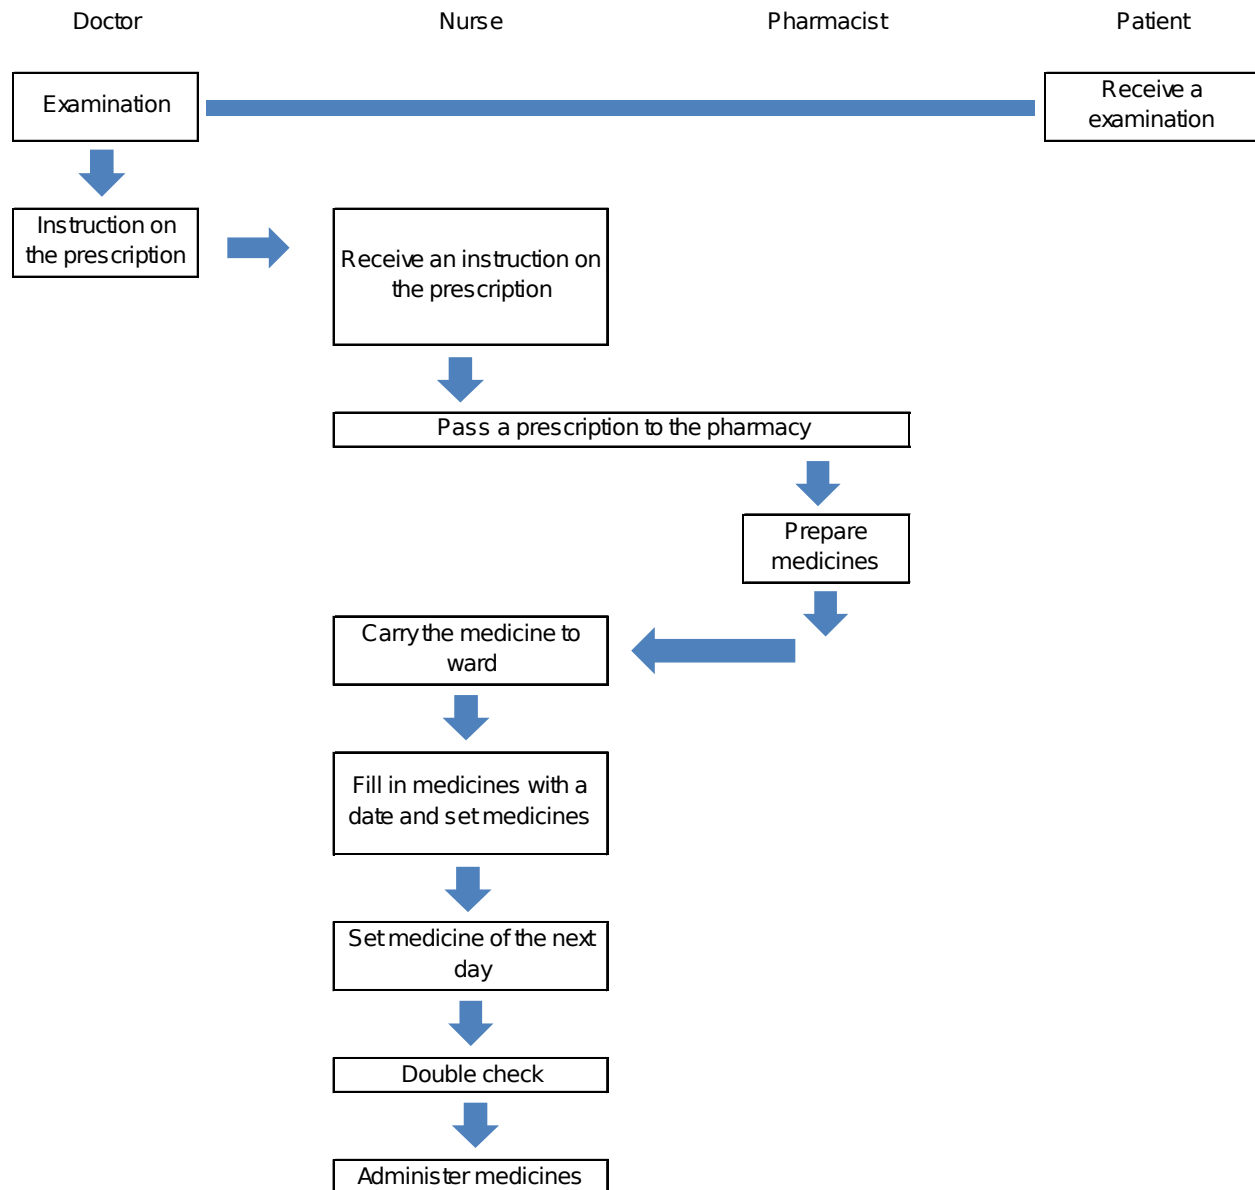 Doctor
Nurse
Pharmacist
Patient
Examination
Receive a
examination
Instruction on
the prescription
Receive an instruction on
the prescription
Pass a prescription to the pharmacy
Prepare
medicines
Carry the medicine to
ward
Fill in medicines with a
date and set medicines
Set medicine of the next
day
Double check
Administer medicines